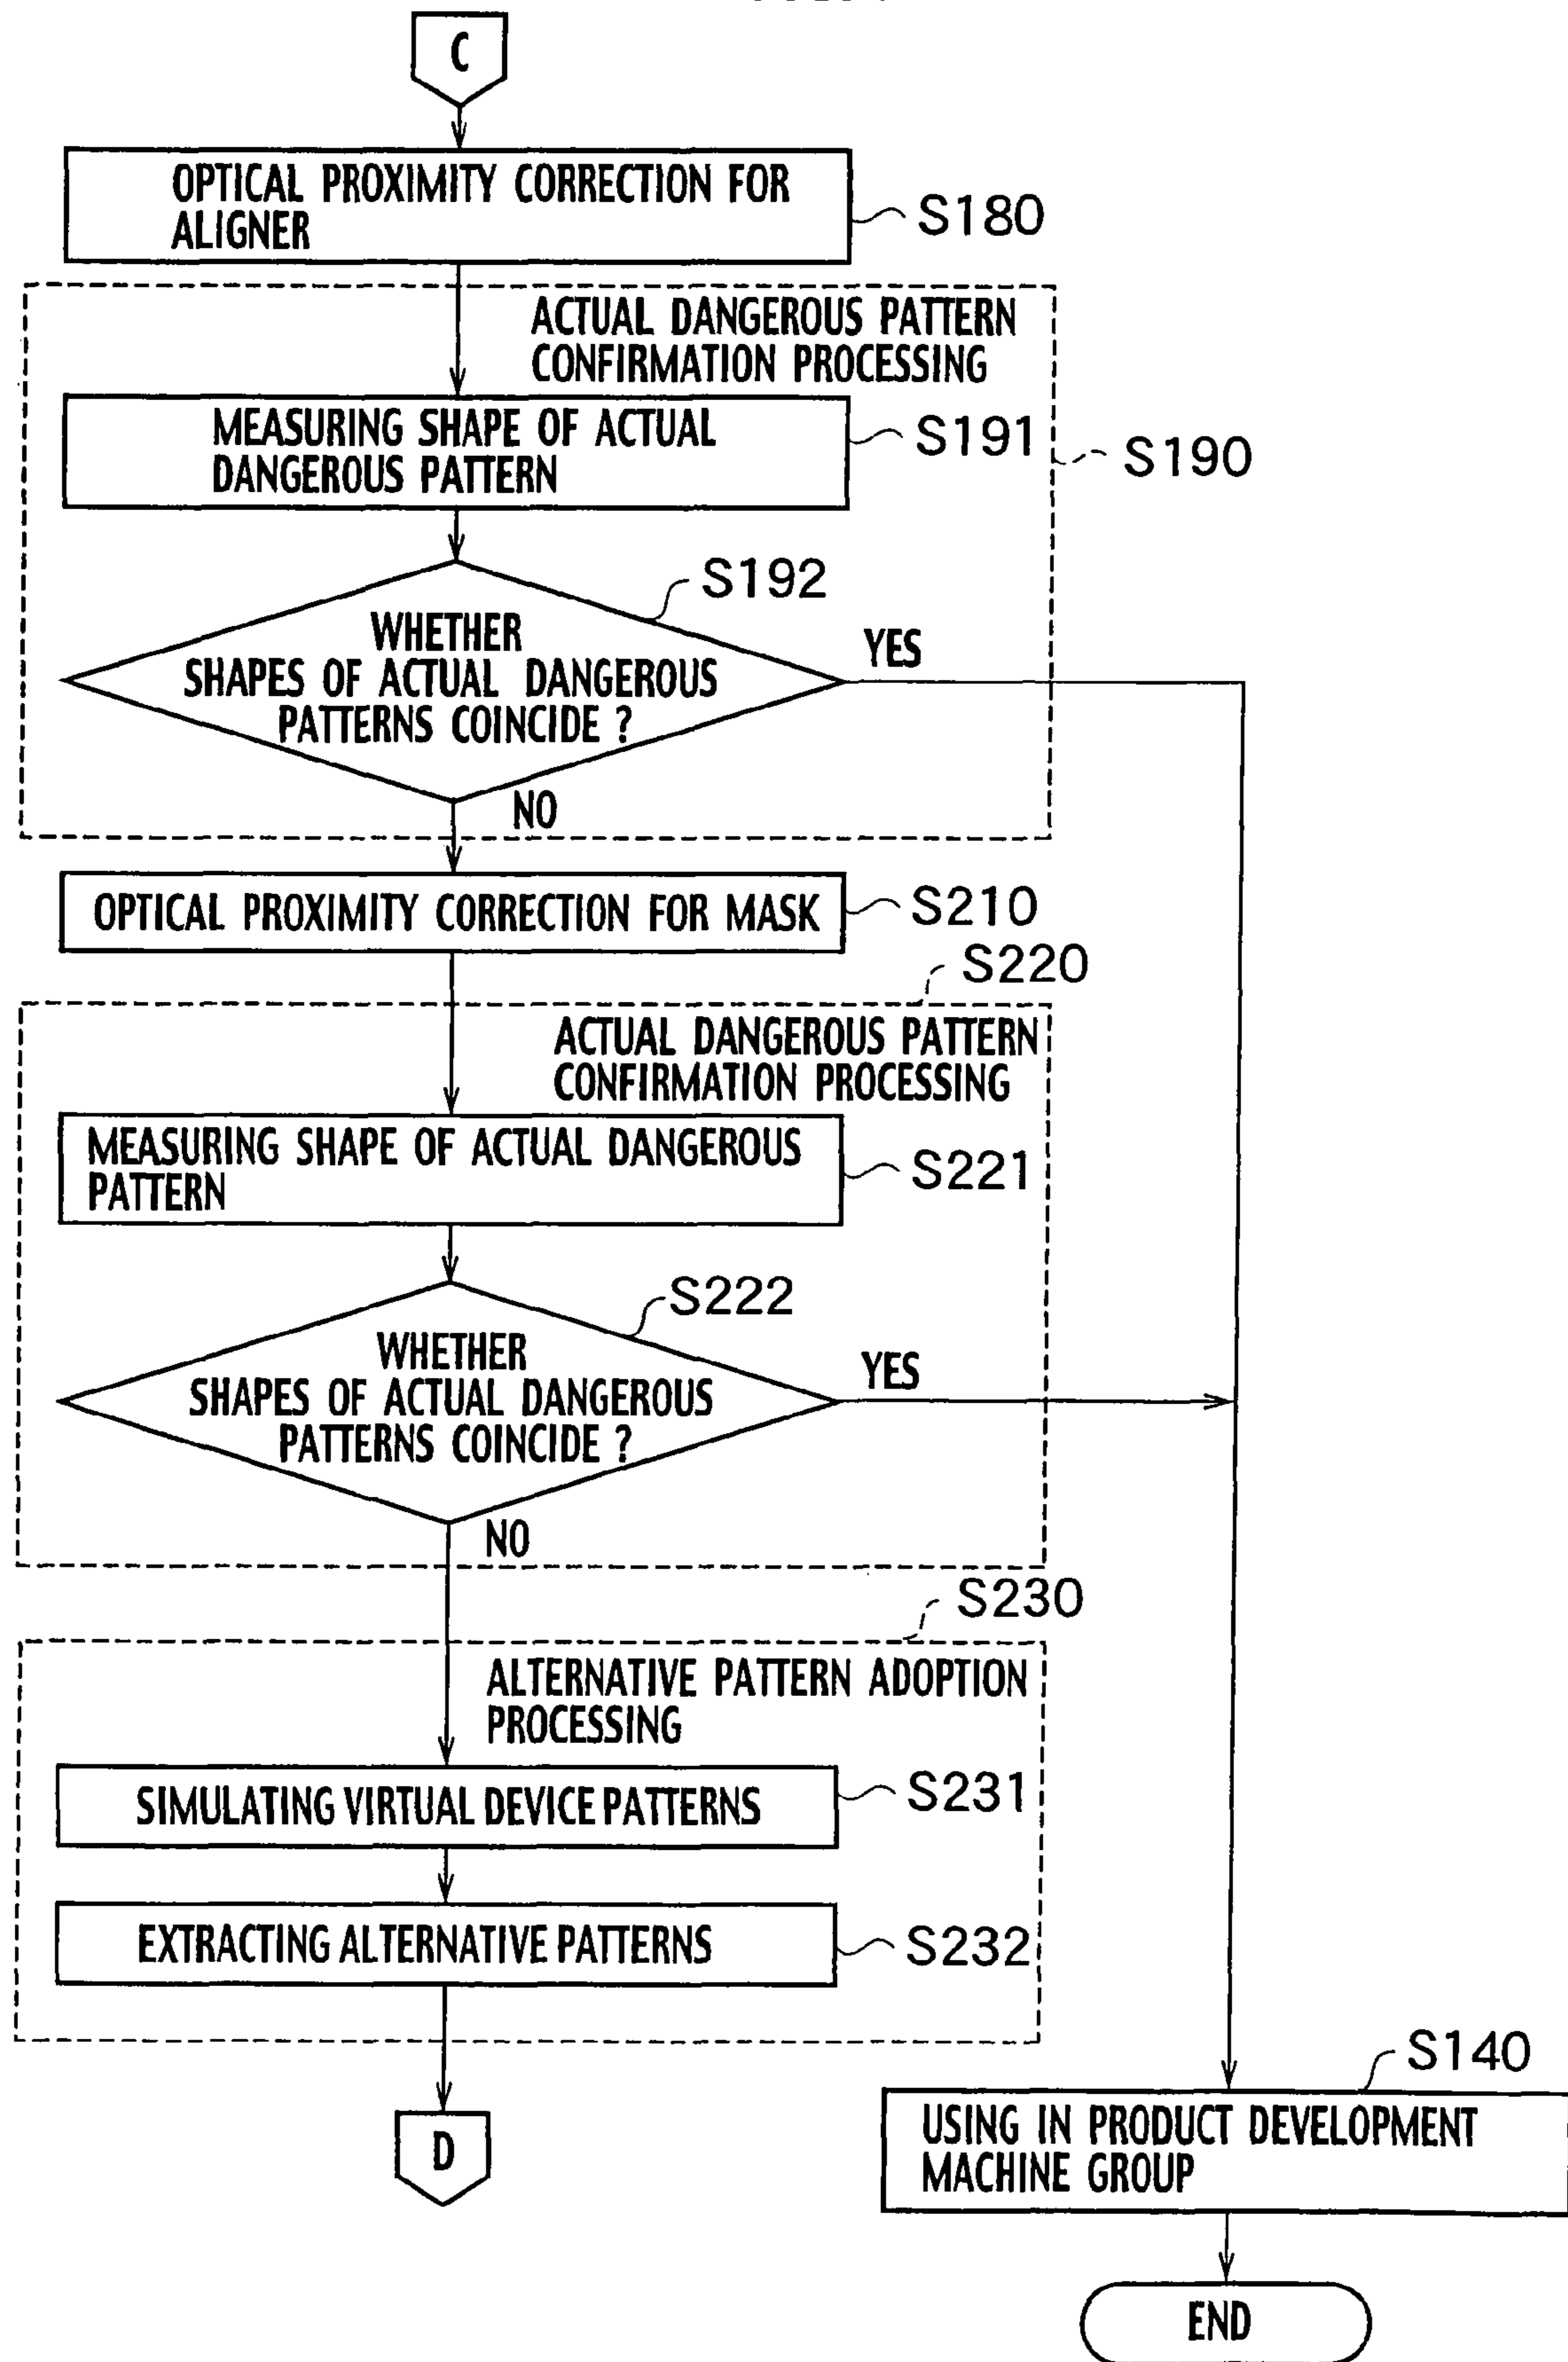 C
OPTICAL PROXIMITY CORRECTION FOR
ALIGNER
S180
ACTUAL DANGEROUS PATTERN
CONFIRMATION PROCESSING
MEASURING SHAPE OF ACTUAL
DANGEROUS PATTERN
S191
S190
S192
WHETHER
SHAPES OF ACTUAL DANGEROUS
PATTERNS COINCIDE ?
YES
NO
OPTICAL PROXIMITY CORRECTION FOR MASK
S210
S220
ACTUAL DANGEROUS PATTERN
CONFIRMATION PROCESSING
MEASURING SHAPE OF ACTUAL DANGEROUS
PATTERN
S221
S222
WHETHER
SHAPES OF ACTUAL DANGEROUS
PATTERNS COINCIDE ?
YES
NO
S230
ALTERNATIVE PATTERN ADOPTION
PROCESSING
SIMULATING VIRTUAL DEVICE PATTERNS
S231
EXTRACTING ALTERNATIVE PATTERNS
S232
D
S140
USING IN PRODUCT DEVELOPMENT
MACHINE GROUP
END